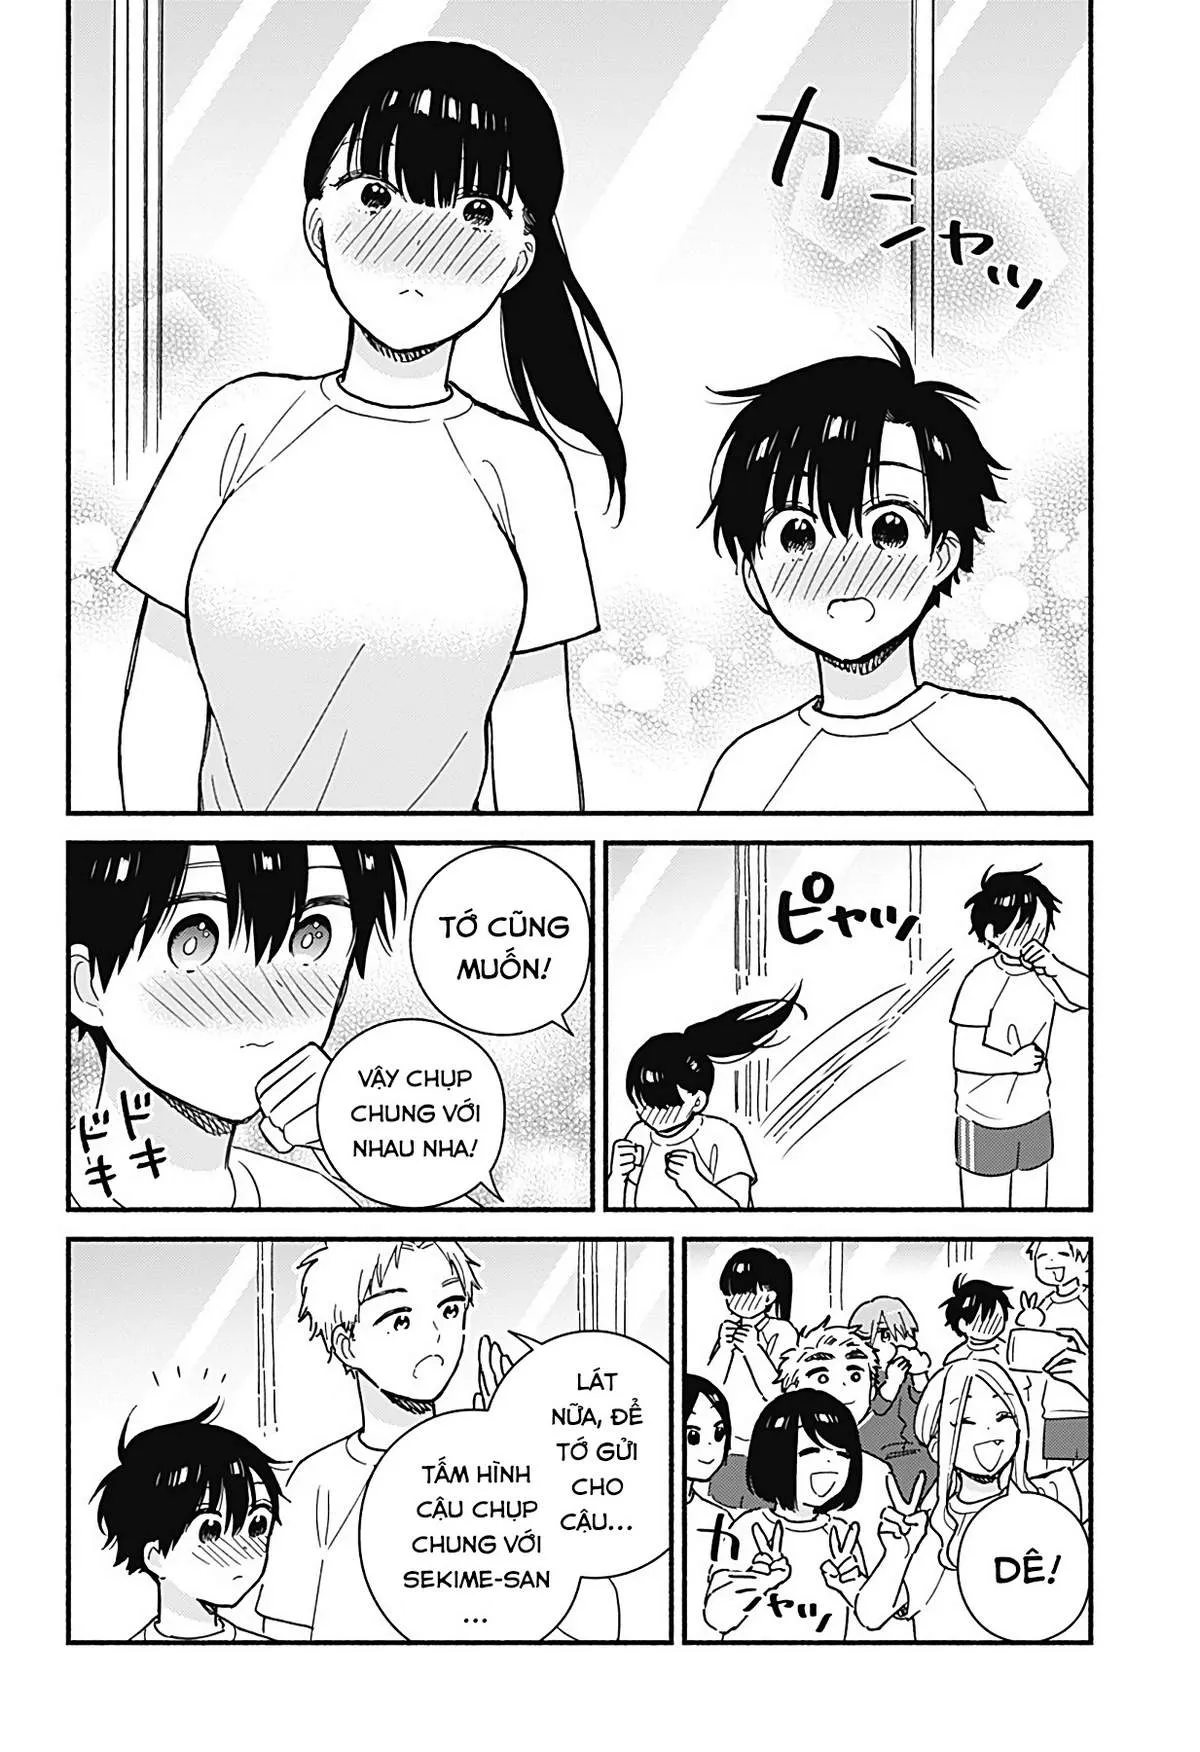 カシャッ
ピャッ
TỚ CŨNG
MUỐN!
VẬY CHỤP
CHUNG VỚI
NHAU NHA!
ドキ
ドキ
カシャッ
DÊ!
LÁT
NỮA, ĐỂ
TỚ GỬI
CHO
CẬU...
TẤM HÌNH
CẬU CHỤP
CHUNG VỚI
SEKIME-SAN
...